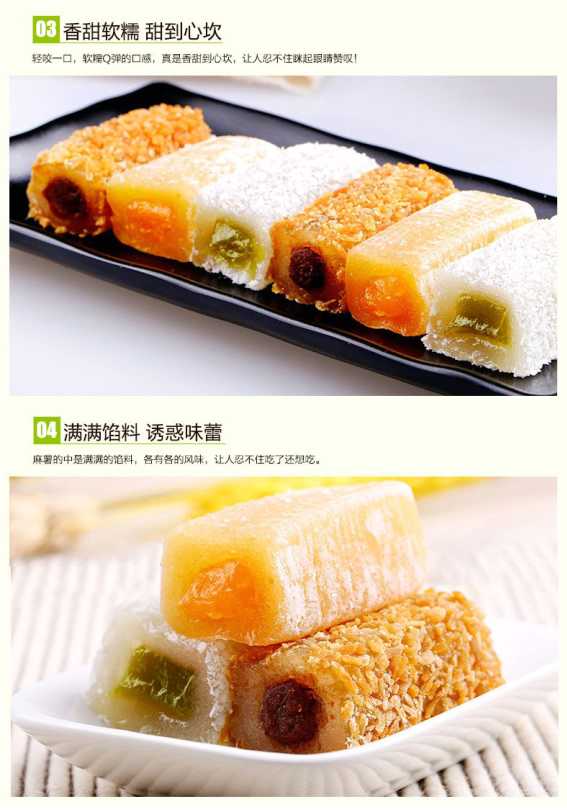 03 香甜软糯 甜到心坎
轻咬一口，软糯Q弹的口感，真是香甜到心坎，让人忍不住眯起眼睛赞叹！
04 满满馅料 诱惑味蕾
麻薯的中是满满的馅料，各有各的风味，让人忍不住吃了还想吃。